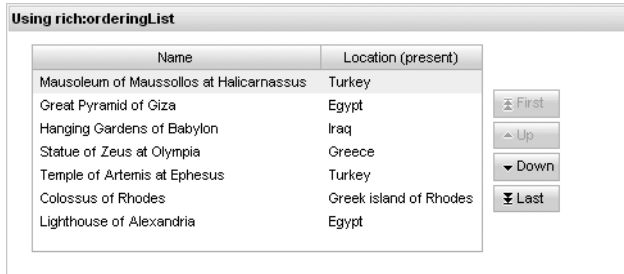 Using rich:orderingList
Name Location (present)
Mausoleum of Maussollos at Halicarnassus Turkey
Great Pyramid of Giza Egypt
Hanging Gardens of Babylon Iraq
Statue of Zeus at Olympia Greece
Temple of Artemis at Ephesus Turkey
Colossus of Rhodes Greek island of Rhodes
Lighthouse of Alexandria Egypt
First
Up
Down
Last